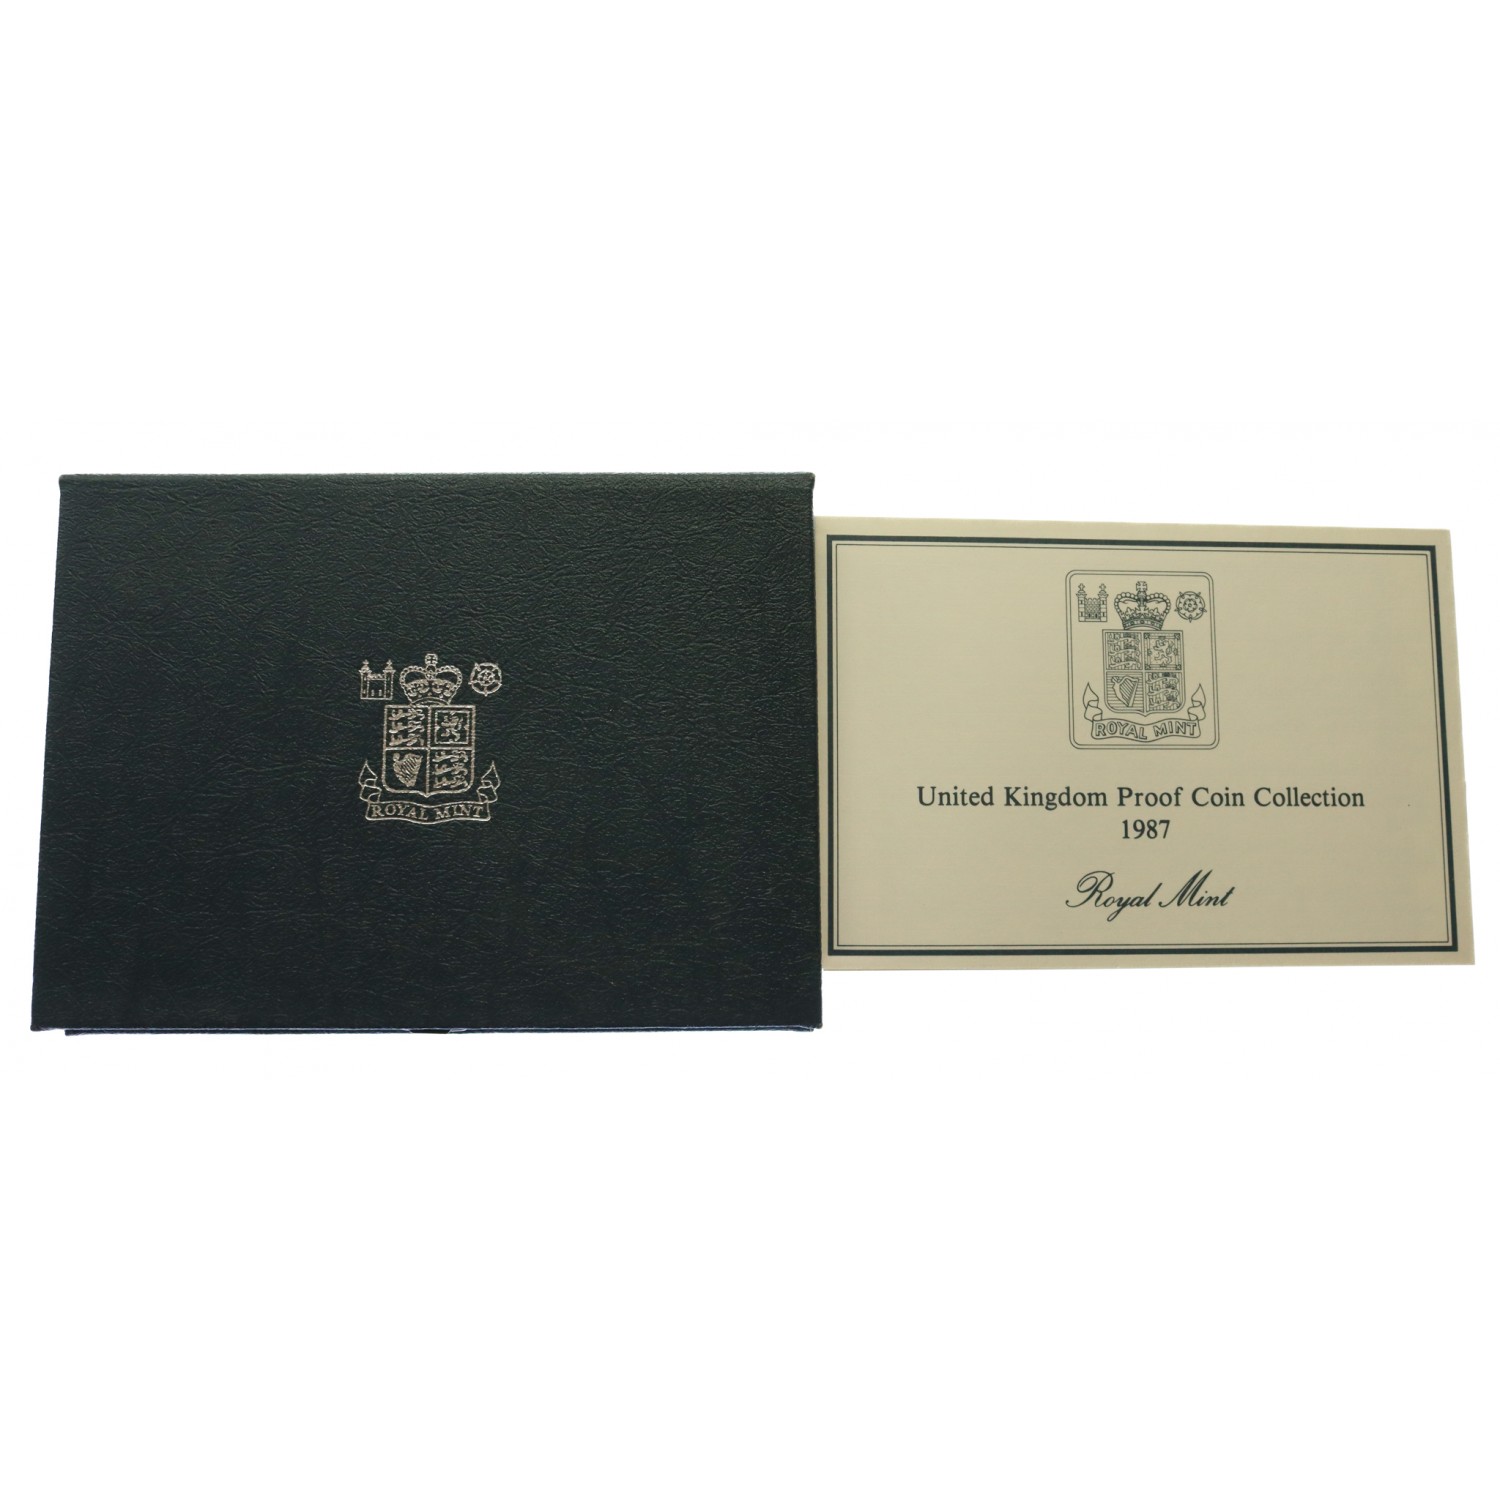 ROYAL MINT
ROYAL MINT
United Kingdom Proof Coin Collection
1987
Royal Mint